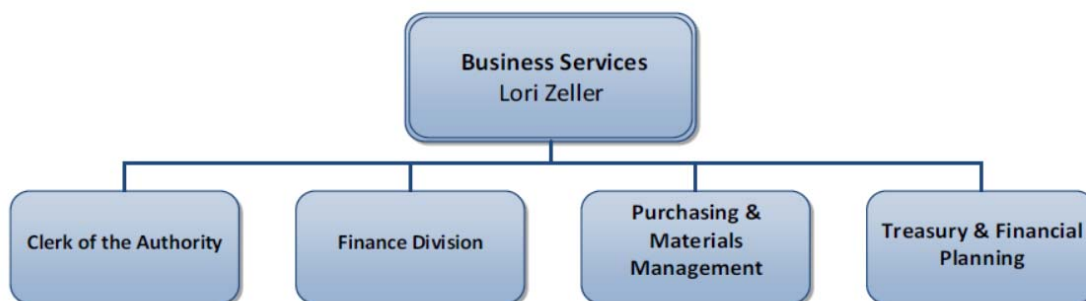 Business Services
Lori Zeller
Clerk of the Authority
Finance Division
Purchasing &
Materials
Management
Treasury & Financial
Planning